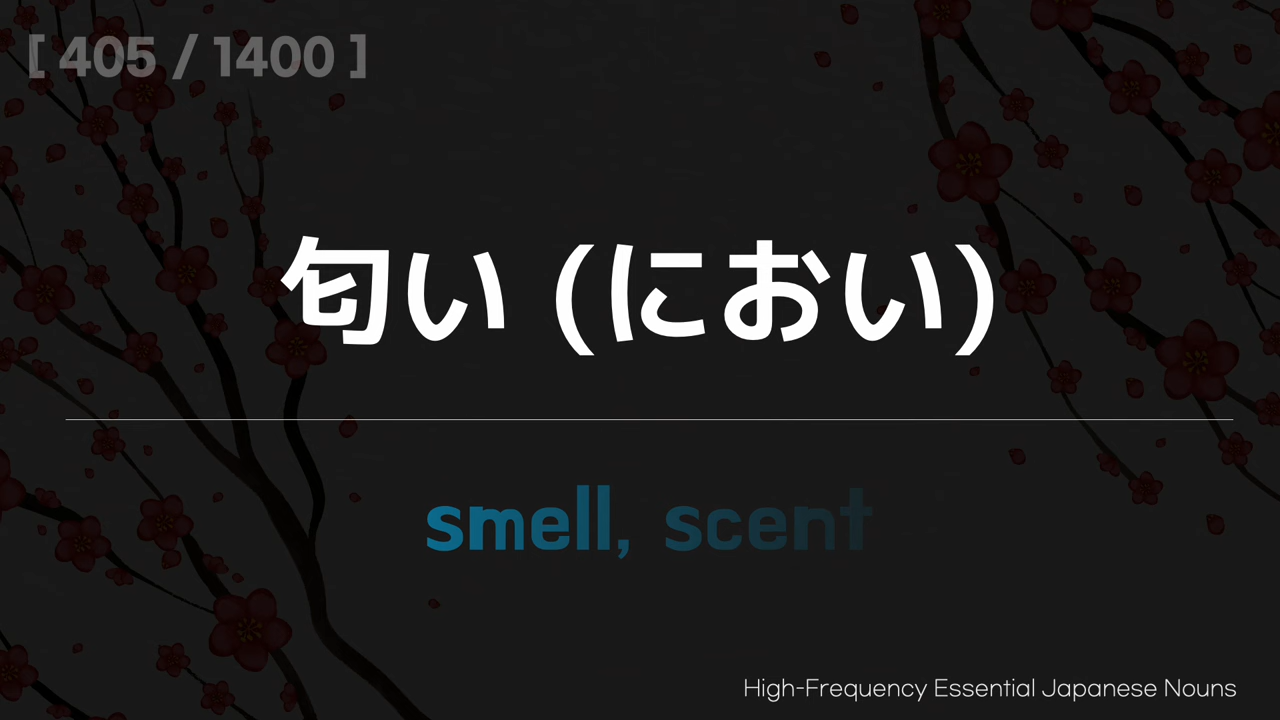 [ 405 / 1400 ]
匂い (におい)
smell, scent
High-Frequency Essential Japanese Nouns